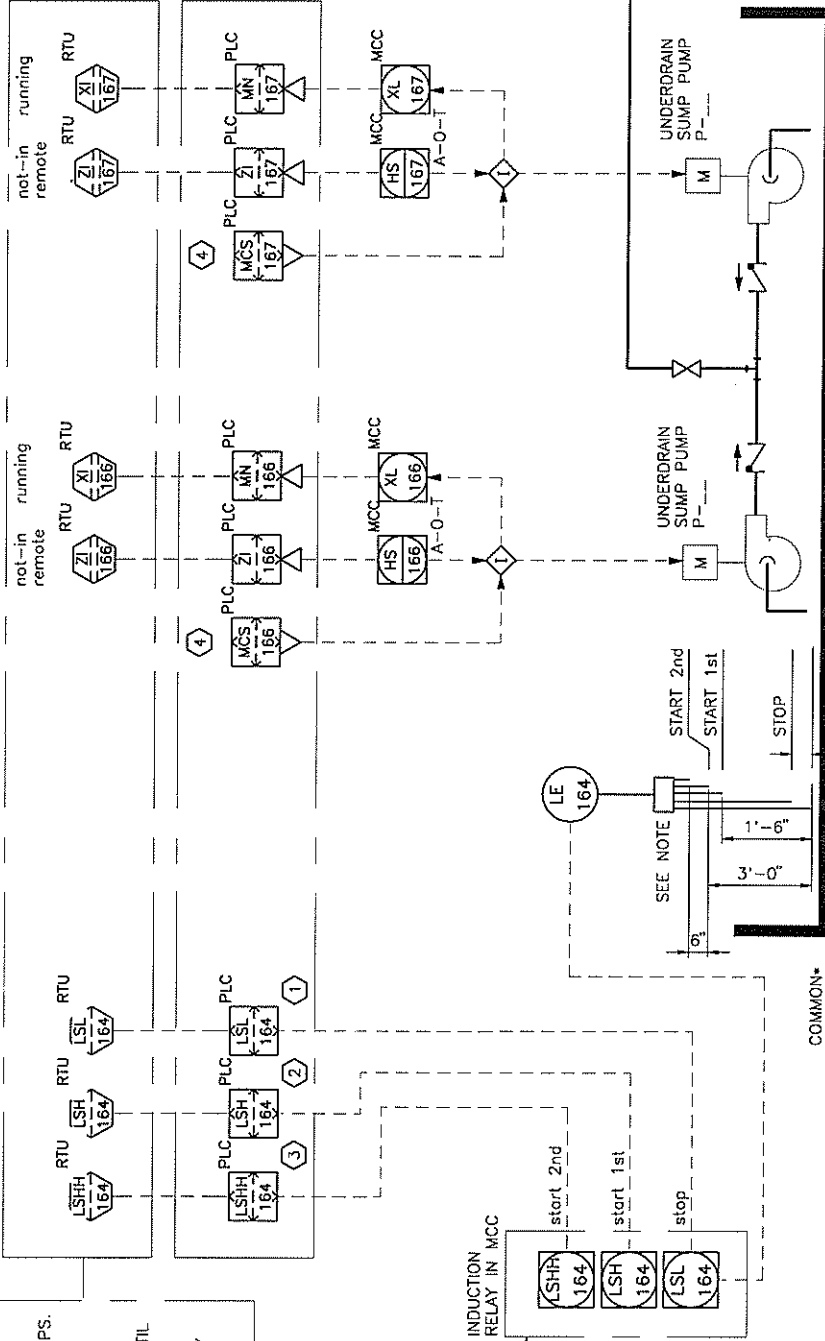 not-in
remote
running
not-in
remote
running
RTU
RTU
RTU
RTU
RTU
RTU
RTU
LSHH
164
LSH
164
LSL
164
ZI
166
XI
166
ZI
167
XI
167
PS.
TIL
PLC
PLC
PLC
PLC
PLC
PLC
PLC
PLC
PLC
LSHH
164
LSH
164
LSL
164
MCS
166
ZI
166
MN
166
MCS
167
ZI
167
MN
167
3
2
1
4
4
MCC
MCC
MCC
MCC
HS
166
XL
166
HS
167
XL
167
A-O-T
A-O-T
I
I
INDUCTION
RELAY IN MCC
LSHH
164
start 2nd
LSH
164
start 1st
LSL
164
stop
LE
164
SEE NOTE
START 2nd
START 1st
STOP
1'-6"
3'-0"
COMMON*
UNDERDRAIN
SUMP PUMP
P-___
M
UNDERDRAIN
SUMP PUMP
P-___
M